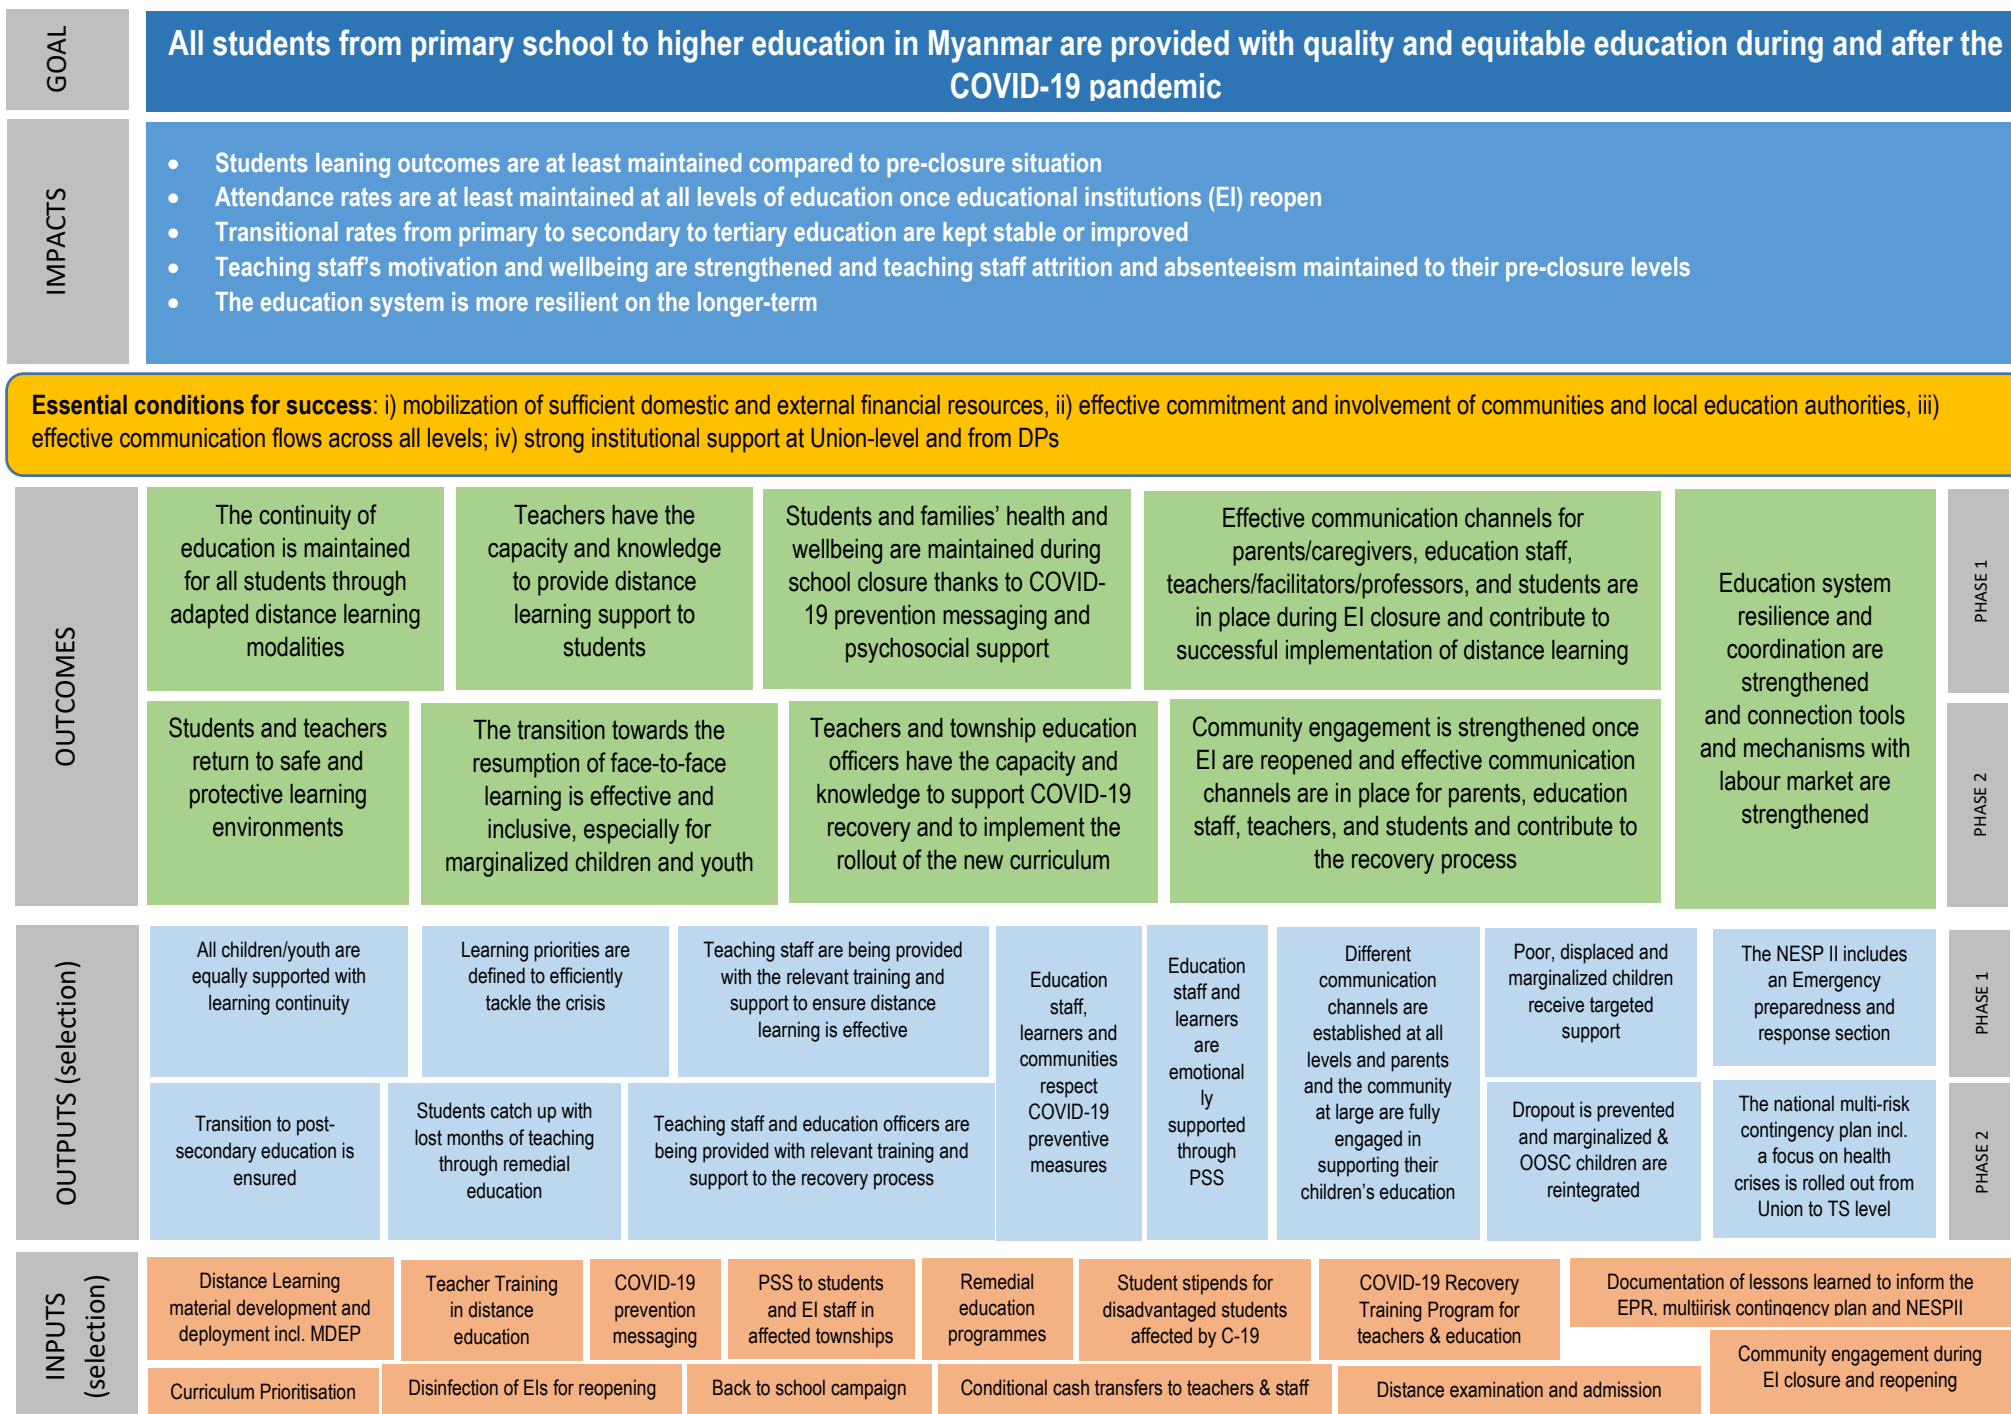 GOAL
All students from primary school to higher education in Myanmar are provided with quality and equitable education during and after the
COVID-19 pandemic
IMPACTS
• Students leaning outcomes are at least maintained compared to pre-closure situation
• Attendance rates are at least maintained at all levels of education once educational institutions (EI) reopen
• Transitional rates from primary to secondary to tertiary education are kept stable or improved
• Teaching staff's motivation and wellbeing are strengthened and teaching staff attrition and absenteeism maintained to their pre-closure levels
• The education system is more resilient on the longer-term
Essential conditions for success: i) mobilization of sufficient domestic and external financial resources, ii) effective commitment and involvement of communities and local education authorities, iii)
effective communication flows across all levels; iv) strong institutional support at Union-level and from DPs
OUTCOMES
The continuity of
education is maintained
for all students through
adapted distance learning
modalities
Teachers have the
capacity and knowledge
to provide distance
learning support to
students
Students and families' health and
wellbeing are maintained during
school closure thanks to COVID-
19 prevention messaging and
psychosocial support
Effective communication channels for
parents/caregivers, education staff,
teachers/facilitators/professors, and students are
in place during EI closure and contribute to
successful implementation of distance learning
Education system
resilience and
coordination are
strengthened
and connection tools
and mechanisms with
labour market are
strengthened
PHASE 1
Students and teachers
return to safe and
protective learning
environments
The transition towards the
resumption of face-to-face
learning is effective and
inclusive, especially for
marginalized children and youth
Teachers and township education
officers have the capacity and
knowledge to support COVID-19
recovery and to implement the
rollout of the new curriculum
Community engagement is strengthened once
EI are reopened and effective communication
channels are in place for parents, education
staff, teachers, and students and contribute to
the recovery process
PHASE 2
OUTPUTS (selection)
All children/youth are
equally supported with
learning continuity
Learning priorities are
defined to efficiently
tackle the crisis
Teaching staff are being provided
with the relevant training and
support to ensure distance
learning is effective
Education
staff,
learners and
communities
respect
COVID-19
preventive
measures
Education
staff and
learners
are
emotional
ly
supported
through
PSS
Different
communication
channels are
established at all
levels and parents
and the community
at large are fully
engaged in
supporting their
children's education
Poor, displaced and
marginalized children
receive targeted
support
The NESP II includes
an Emergency
preparedness and
response section
PHASE 1
Transition to post-
secondary education is
ensured
Students catch up with
lost months of teaching
through remedial
education
Teaching staff and education officers are
being provided with relevant training and
support to the recovery process
Dropout is prevented
and marginalized &
OOSC children are
reintegrated
The national multi-risk
contingency plan incl.
a focus on health
crises is rolled out from
Union to TS level
PHASE 2
INPUTS
(selection)
Distance Learning
material development and
deployment incl. MDEP
Teacher Training
in distance
education
COVID-19
prevention
messaging
PSS to students
and EI staff in
affected townships
Remedial
education
programmes
Student stipends for
disadvantaged students
affected by C-19
COVID-19 Recovery
Training Program for
teachers & education
Documentation of lessons learned to inform the
EPR, multiirisk contingency plan and NESPII
Curriculum Prioritisation
Disinfection of EIs for reopening
Back to school campaign
Conditional cash transfers to teachers & staff
Distance examination and admission
Community engagement during
EI closure and reopening